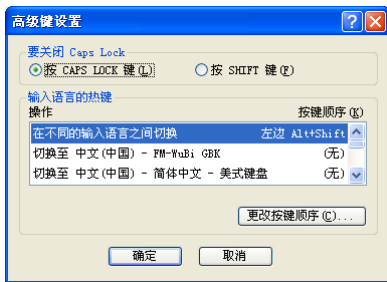 高级键设置
要关闭 Caps Lock
按 CAPS LOCK 键(L)
按 SHIFT 键(F)
输入语言的热键
操作 按键顺序(K)
在不同的输入语言之间切换 左边 Alt+Shift
切换至 中文(中国) - FM-WuBi GBK (无)
切换至 中文(中国) - 简体中文 - 美式键盘 (无)
更改按键顺序(C)...
确定 取消